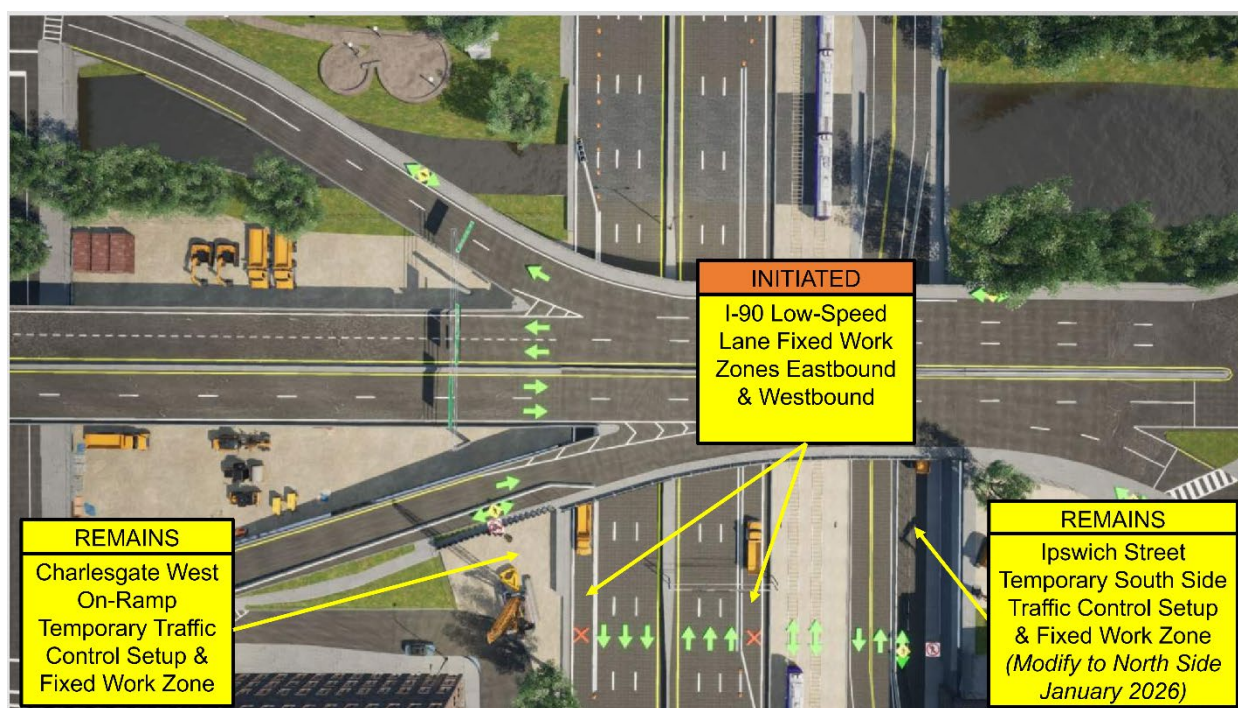 INITIATED
I-90 Low-Speed
Lane Fixed Work
Zones Eastbound
& Westbound
REMAINS
Charlesgate West
On-Ramp
Temporary Traffic
Control Setup &
Fixed Work Zone
REMAINS
Ipswich Street
Temporary South Side
Traffic Control Setup
& Fixed Work Zone
(Modify to North Side
January 2026)